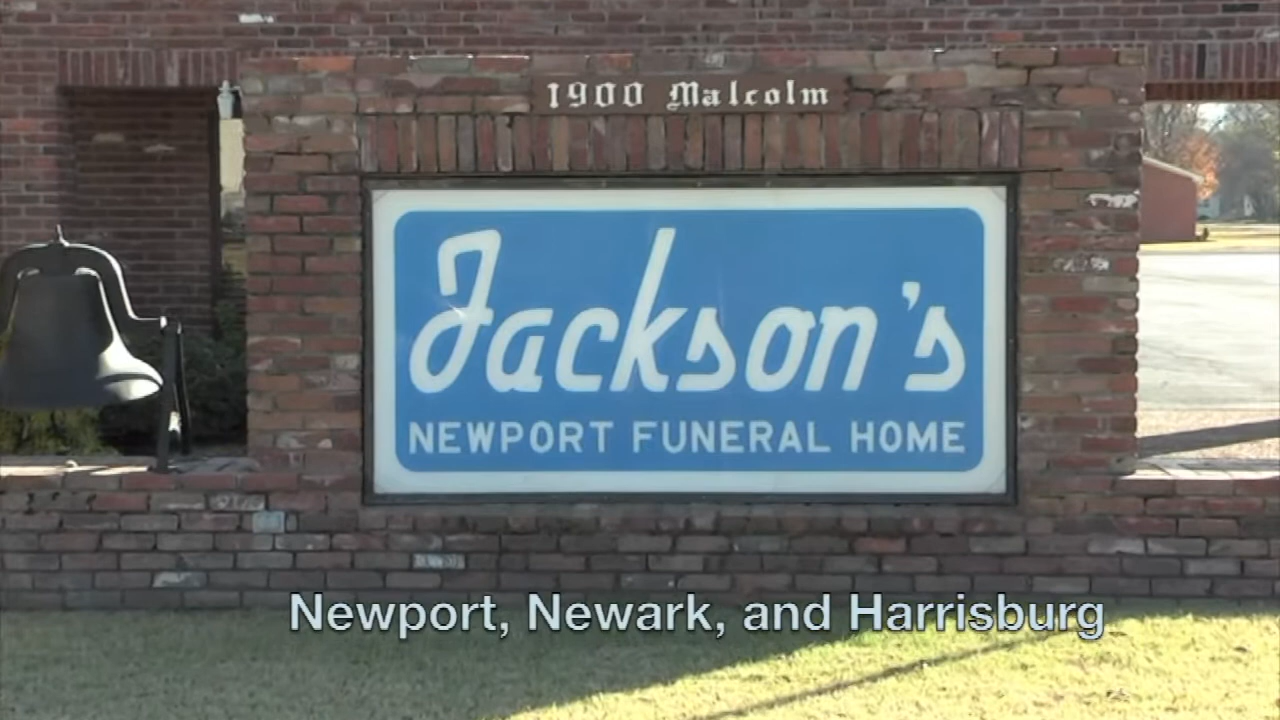 1900 Malcolm
Jackson's
NEWPORT FUNERAL HOME
Newport, Newark, and Harrisburg